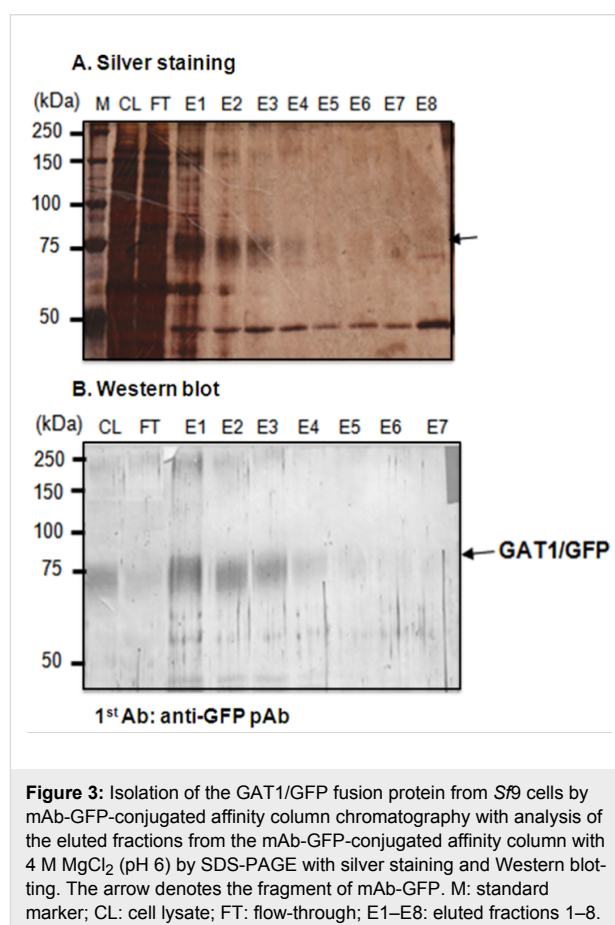 A. Silver staining
(kDa) M CL FT E1 E2 E3 E4 E5 E6 E7 E8
250
150
100
75
50
B. Western blot
(kDa) CL FT E1 E2 E3 E4 E5 E6 E7
250
150
100
75
GAT1/GFP
50
1st Ab: anti-GFP pAb
Figure 3: Isolation of the GAT1/GFP fusion protein from Sf9 cells by
mAb-GFP-conjugated affinity column chromatography with analysis of
the eluted fractions from the mAb-GFP-conjugated affinity column with
4 M MgCl2 (pH 6) by SDS-PAGE with silver staining and Western blot-
ting. The arrow denotes the fragment of mAb-GFP. M: standard
marker; CL: cell lysate; FT: flow-through; E1–E8: eluted fractions 1–8.